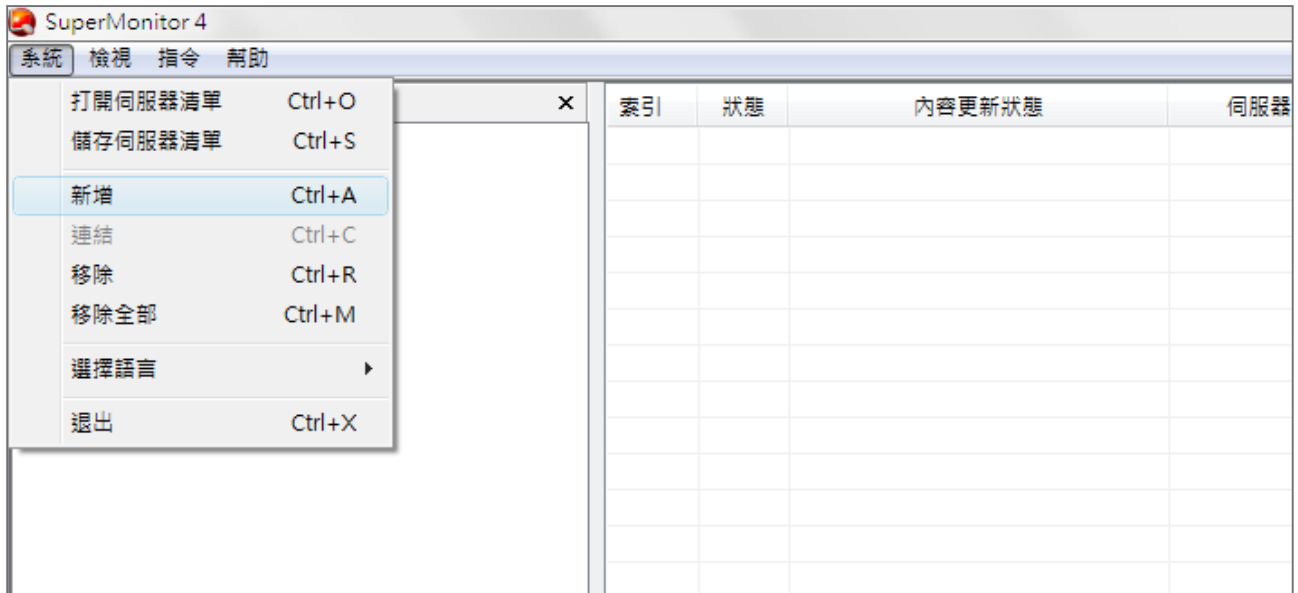 SuperMonitor 4
系統 檢視 指令 幫助
打開伺服器清單 Ctrl+O
儲存伺服器清單 Ctrl+S
新增 Ctrl+A
連結 Ctrl+C
移除 Ctrl+R
移除全部 Ctrl+M
選擇語言
退出 Ctrl+X
索引 狀態 內容更新狀態 伺服器